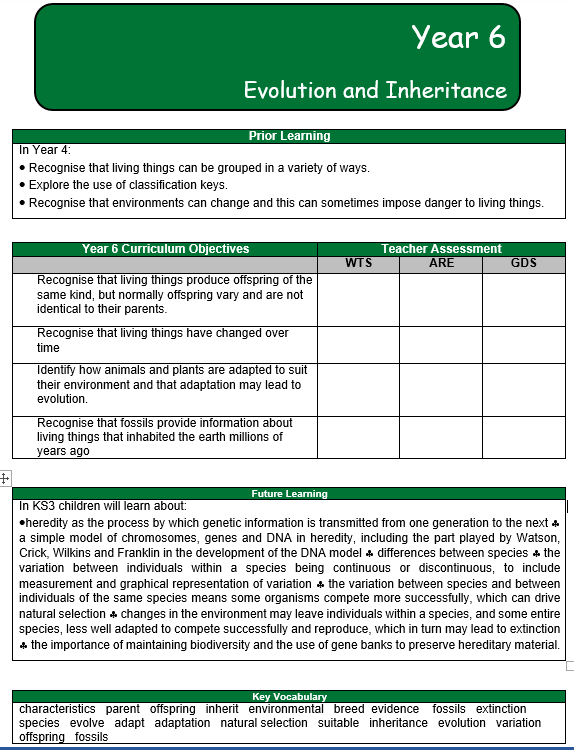 Year 6
Evolution and Inheritance
Prior Learning
In Year 4:
• Recognise that living things can be grouped in a variety of ways.
• Explore the use of classification keys.
• Recognise that environments can change and this can sometimes impose danger to living things.
Year 6 Curriculum Objectives
Teacher Assessment
WTS ARE GDS
Recognise that living things produce offspring of the
same kind, but normally offspring vary and are not
identical to their parents.
Recognise that living things have changed over
time
Identify how animals and plants are adapted to suit
their environment and that adaptation may lead to
evolution.
Recognise that fossils provide information about
living things that inhabited the earth millions of
years ago
Future Learning
In KS3 children will learn about:
•heredity as the process by which genetic information is transmitted from one generation to the next ♣
a simple model of chromosomes, genes and DNA in heredity, including the part played by Watson,
Crick, Wilkins and Franklin in the development of the DNA model ♣ differences between species ♣ the
variation between individuals within a species being continuous or discontinuous, to include
measurement and graphical representation of variation ♣ the variation between species and between
individuals of the same species means some organisms compete more successfully, which can drive
natural selection ♣ changes in the environment may leave individuals within a species, and some entire
species, less well adapted to compete successfully and reproduce, which in turn may lead to extinction
♣ the importance of maintaining biodiversity and the use of gene banks to preserve hereditary material.
Key Vocabulary
characteristics parent offspring inherit environmental breed evidence fossils extinction
species evolve adapt adaptation natural selection suitable inheritance evolution variation
offspring fossils